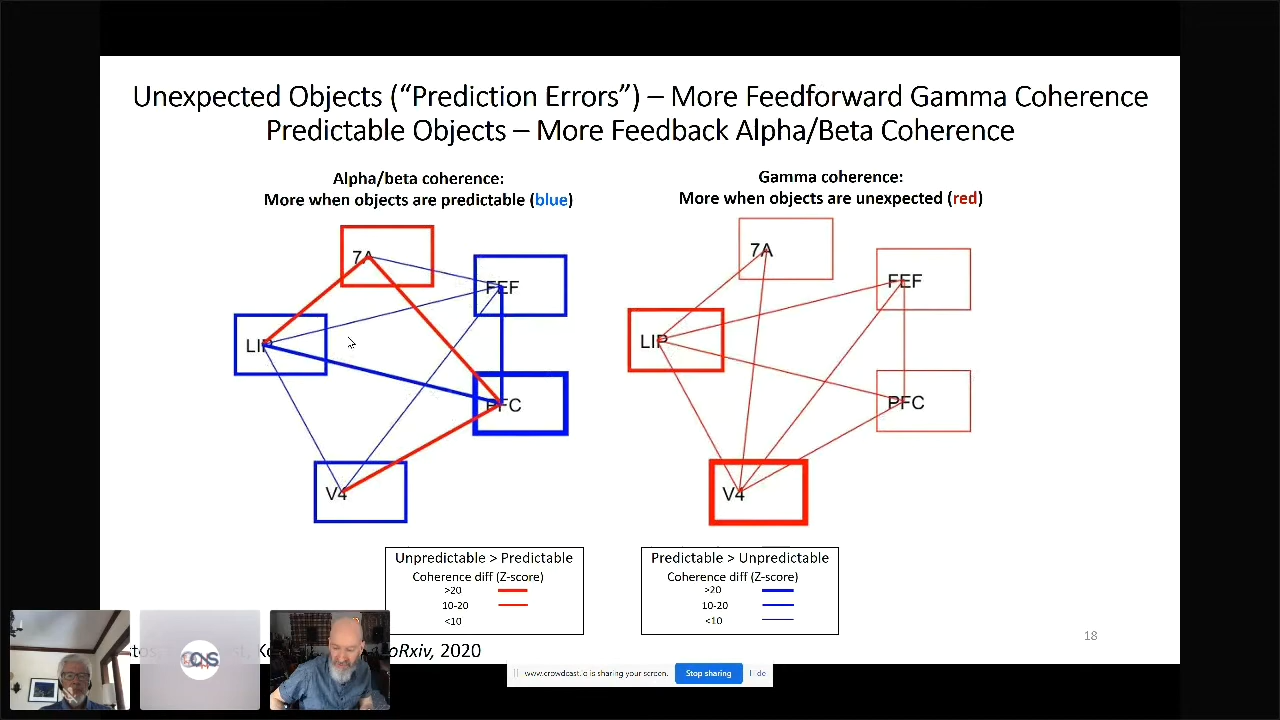 Unexpected Objects (“Prediction Errors”) – More Feedforward Gamma Coherence
Predictable Objects – More Feedback Alpha/Beta Coherence
Alpha/beta coherence:
More when objects are predictable (blue)
Gamma coherence:
More when objects are unexpected (red)
7A
FEF
LIP
PFC
V4
7A
FEF
LIP
PFC
V4
Unpredictable > Predictable
Coherence diff (Z-score)
>20
10-20
<10
Predictable > Unpredictable
Coherence diff (Z-score)
>20
10-20
<10
18
2020
www.crowdcast.io is sharing your screen.
Stop sharing
Hide